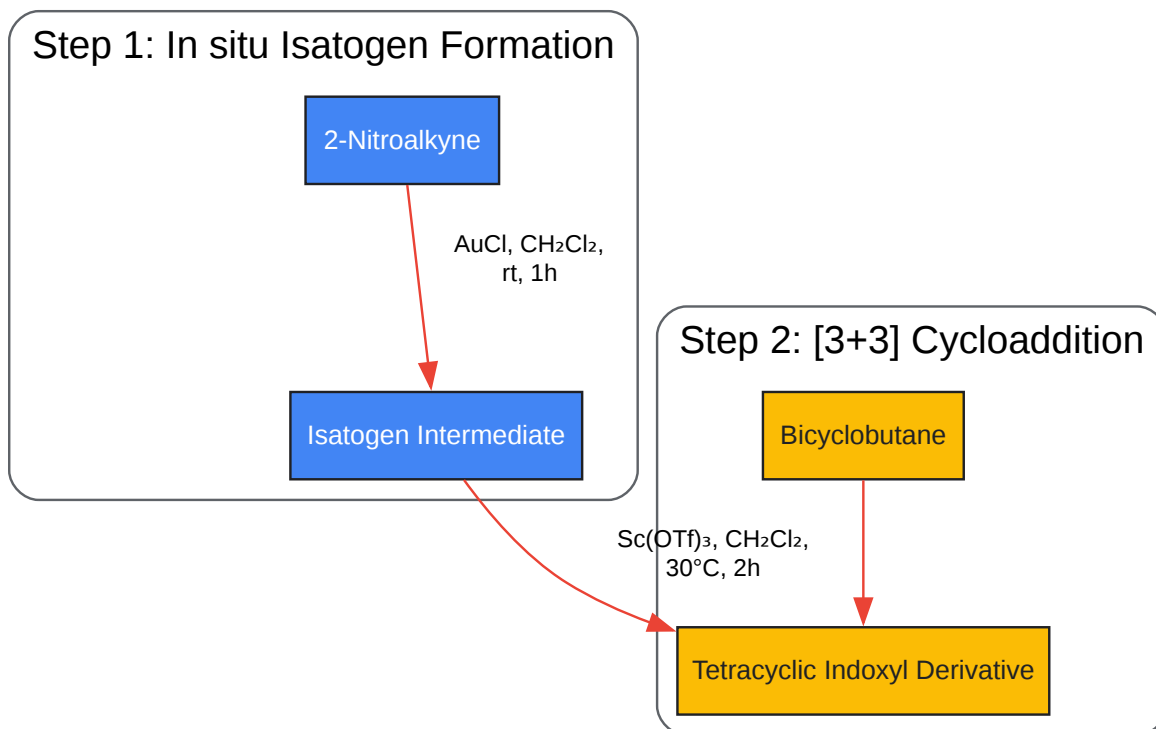 Step 1: In situ Isatogen Formation
2-Nitroalkyne
AuCl, CH₂Cl₂,
rt, 1h
Isatogen Intermediate
Step 2: [3+3] Cycloaddition
Bicyclobutane
Sc(OTf)₃, CH₂Cl₂,
30°C, 2h
Tetracyclic Indoxyl Derivative